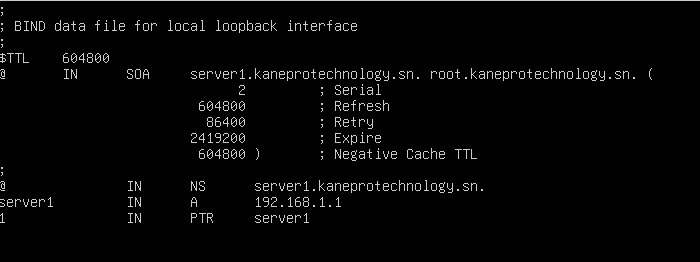 ;
; BIND data file for local loopback interface
;
$TTL    604800
@       IN      SOA     server1.kaneprotechnology.sn. root.kaneprotechnology.sn. (
                              2         ; Serial
                         604800         ; Refresh
                          86400         ; Retry
                        2419200         ; Expire
                         604800 )       ; Negative Cache TTL
;
@               IN      NS      server1.kaneprotechnology.sn.
server1         IN      A       192.168.1.1
1               IN      PTR     server1